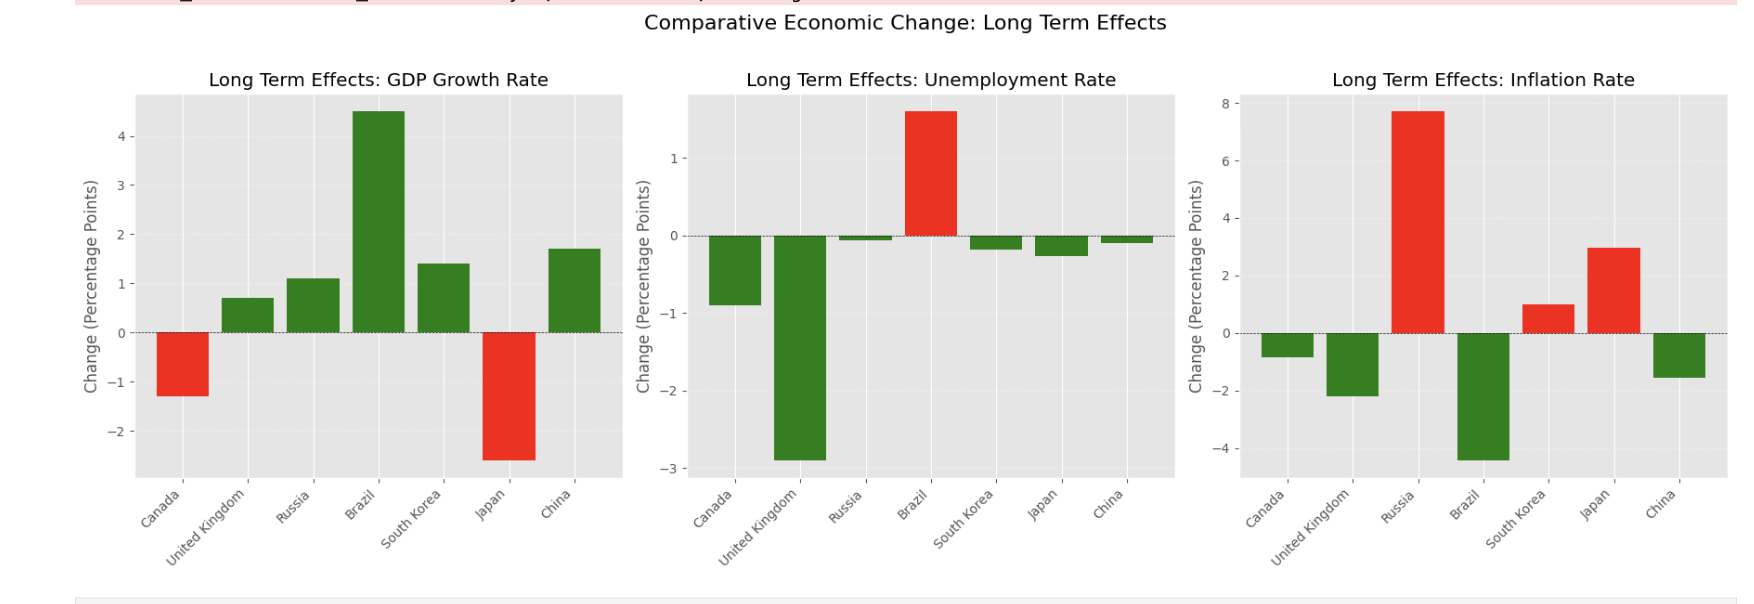 Comparative Economic Change: Long Term Effects
Long Term Effects: GDP Growth Rate
Change (Percentage Points)
4
3
2
1
0
−1
−2
Canada
United Kingdom
Russia
Brazil
South Korea
Japan
China
Long Term Effects: Unemployment Rate
Change (Percentage Points)
1
0
−1
−2
−3
Canada
United Kingdom
Russia
Brazil
South Korea
Japan
China
Long Term Effects: Inflation Rate
Change (Percentage Points)
8
6
4
2
0
−2
−4
Canada
United Kingdom
Russia
Brazil
South Korea
Japan
China